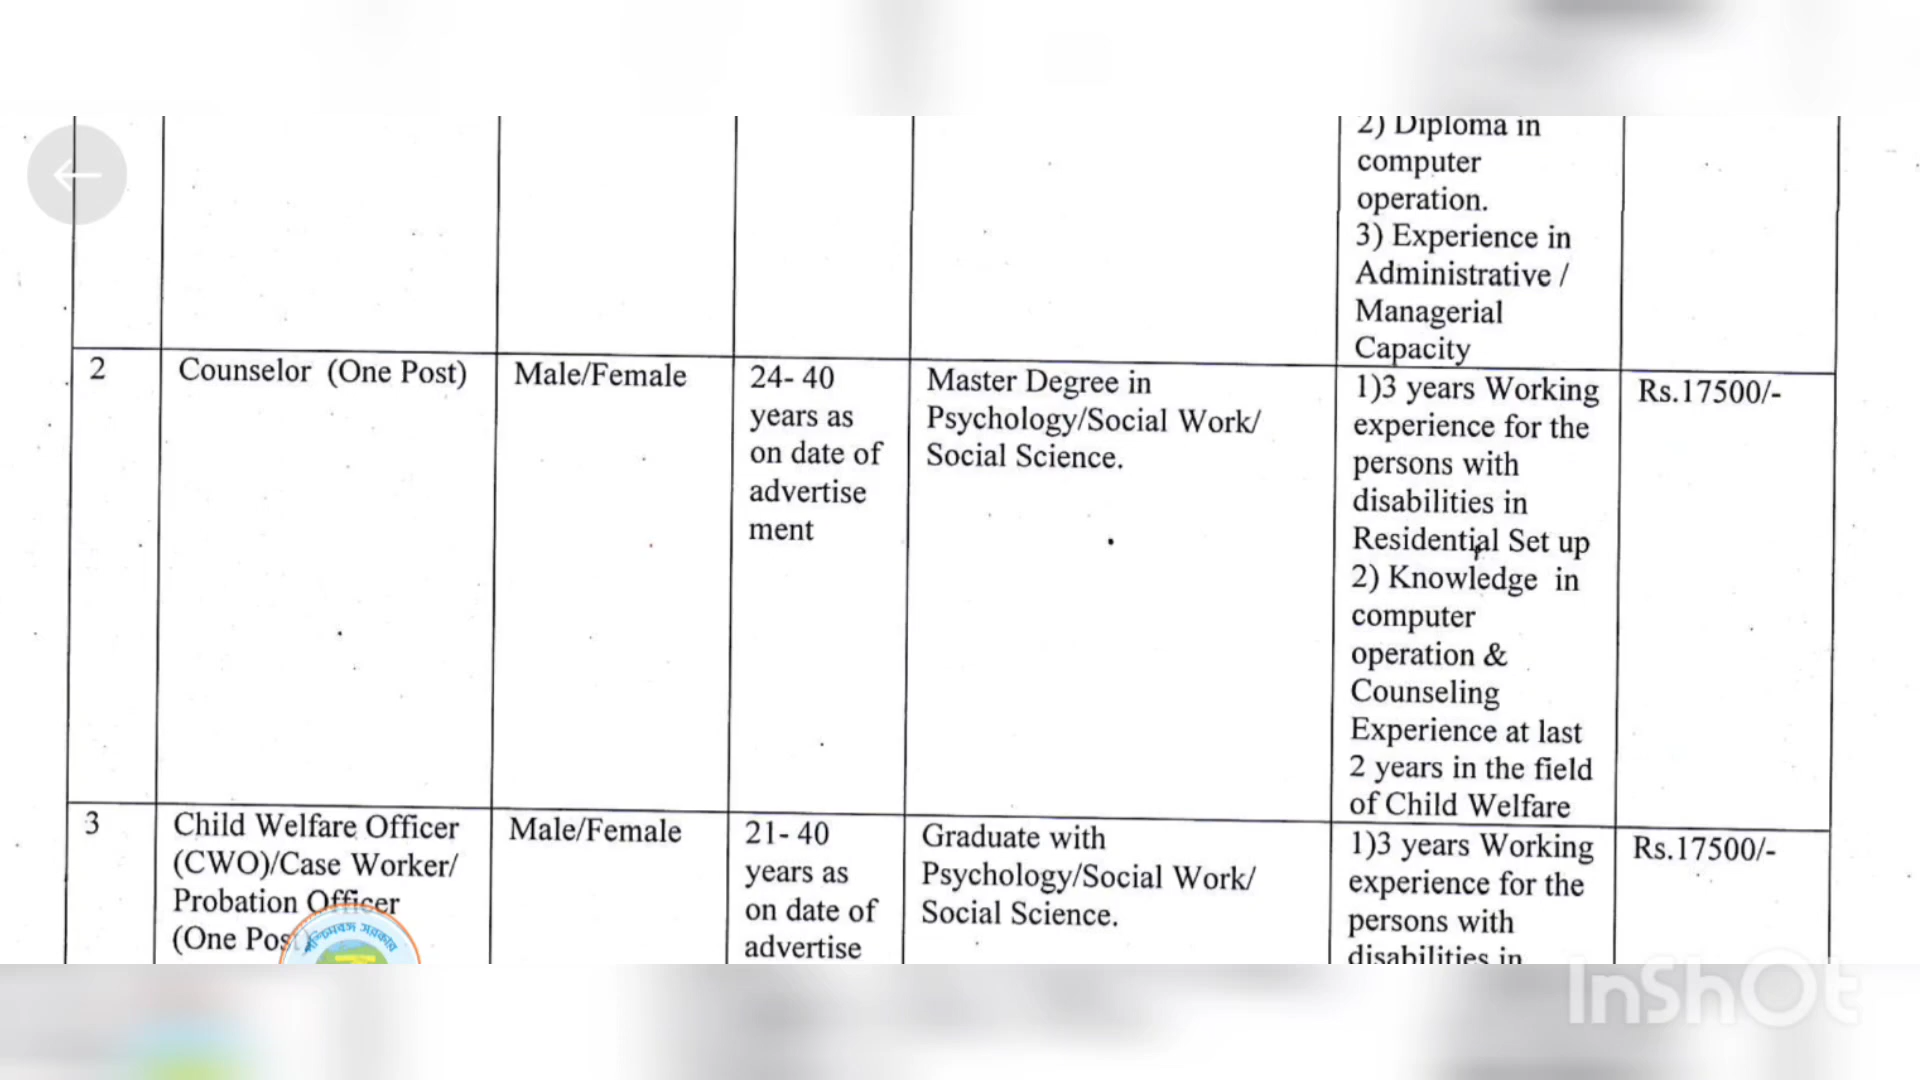 2) Diploma in
computer
operation.
3) Experience in
Administrative /
Managerial
Capacity
2
Counselor (One Post)
Male/Female
24- 40
years as
on date of
advertise
ment
Master Degree in
Psychology/Social Work/
Social Science.
1)3 years Working
experience for the
persons with
disabilities in
Residential Set up
2) Knowledge in
computer
operation &
Counseling
Experience at last
2 years in the field
of Child Welfare
Rs.17500/-
3
Child Welfare Officer
(CWO)/Case Worker/
Probation Officer
(One Post)
Male/Female
21- 40
years as
on date of
advertise
Graduate with
Psychology/Social Work/
Social Science.
1)3 years Working
experience for the
persons with
disabilities in
Rs.17500/-
পশ্চিমবঙ্গ সরকার
InShOt